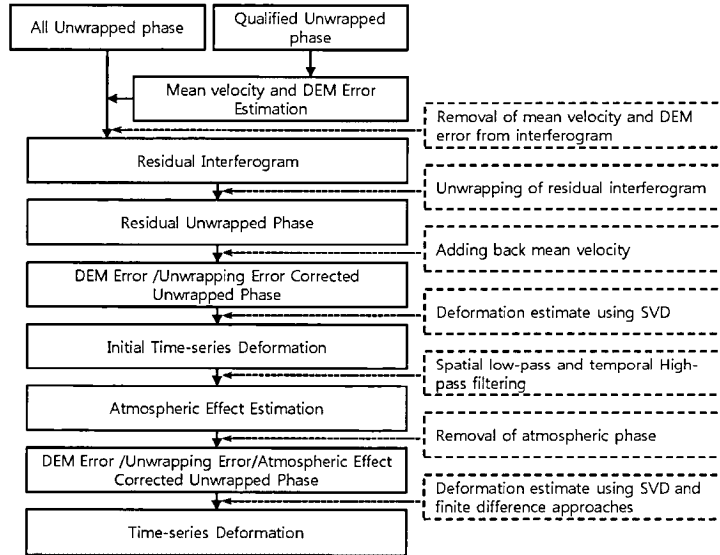 All Unwrapped phase
Qualified Unwrapped
phase
Mean velocity and DEM Error
Estimation
Removal of mean velocity and DEM
error from interferogram
Residual Interferogram
Unwrapping of residual interferogram
Residual Unwrapped Phase
Adding back mean velocity
DEM Error /Unwrapping Error Corrected
Unwrapped Phase
Deformation estimate using SVD
Initial Time-series Deformation
Spatial low-pass and temporal High-
pass filtering
Atmospheric Effect Estimation
Removal of atmospheric phase
DEM Error /Unwrapping Error/Atmospheric Effect
Corrected Unwrapped Phase
Deformation estimate using SVD and
finite difference approaches
Time-series Deformation